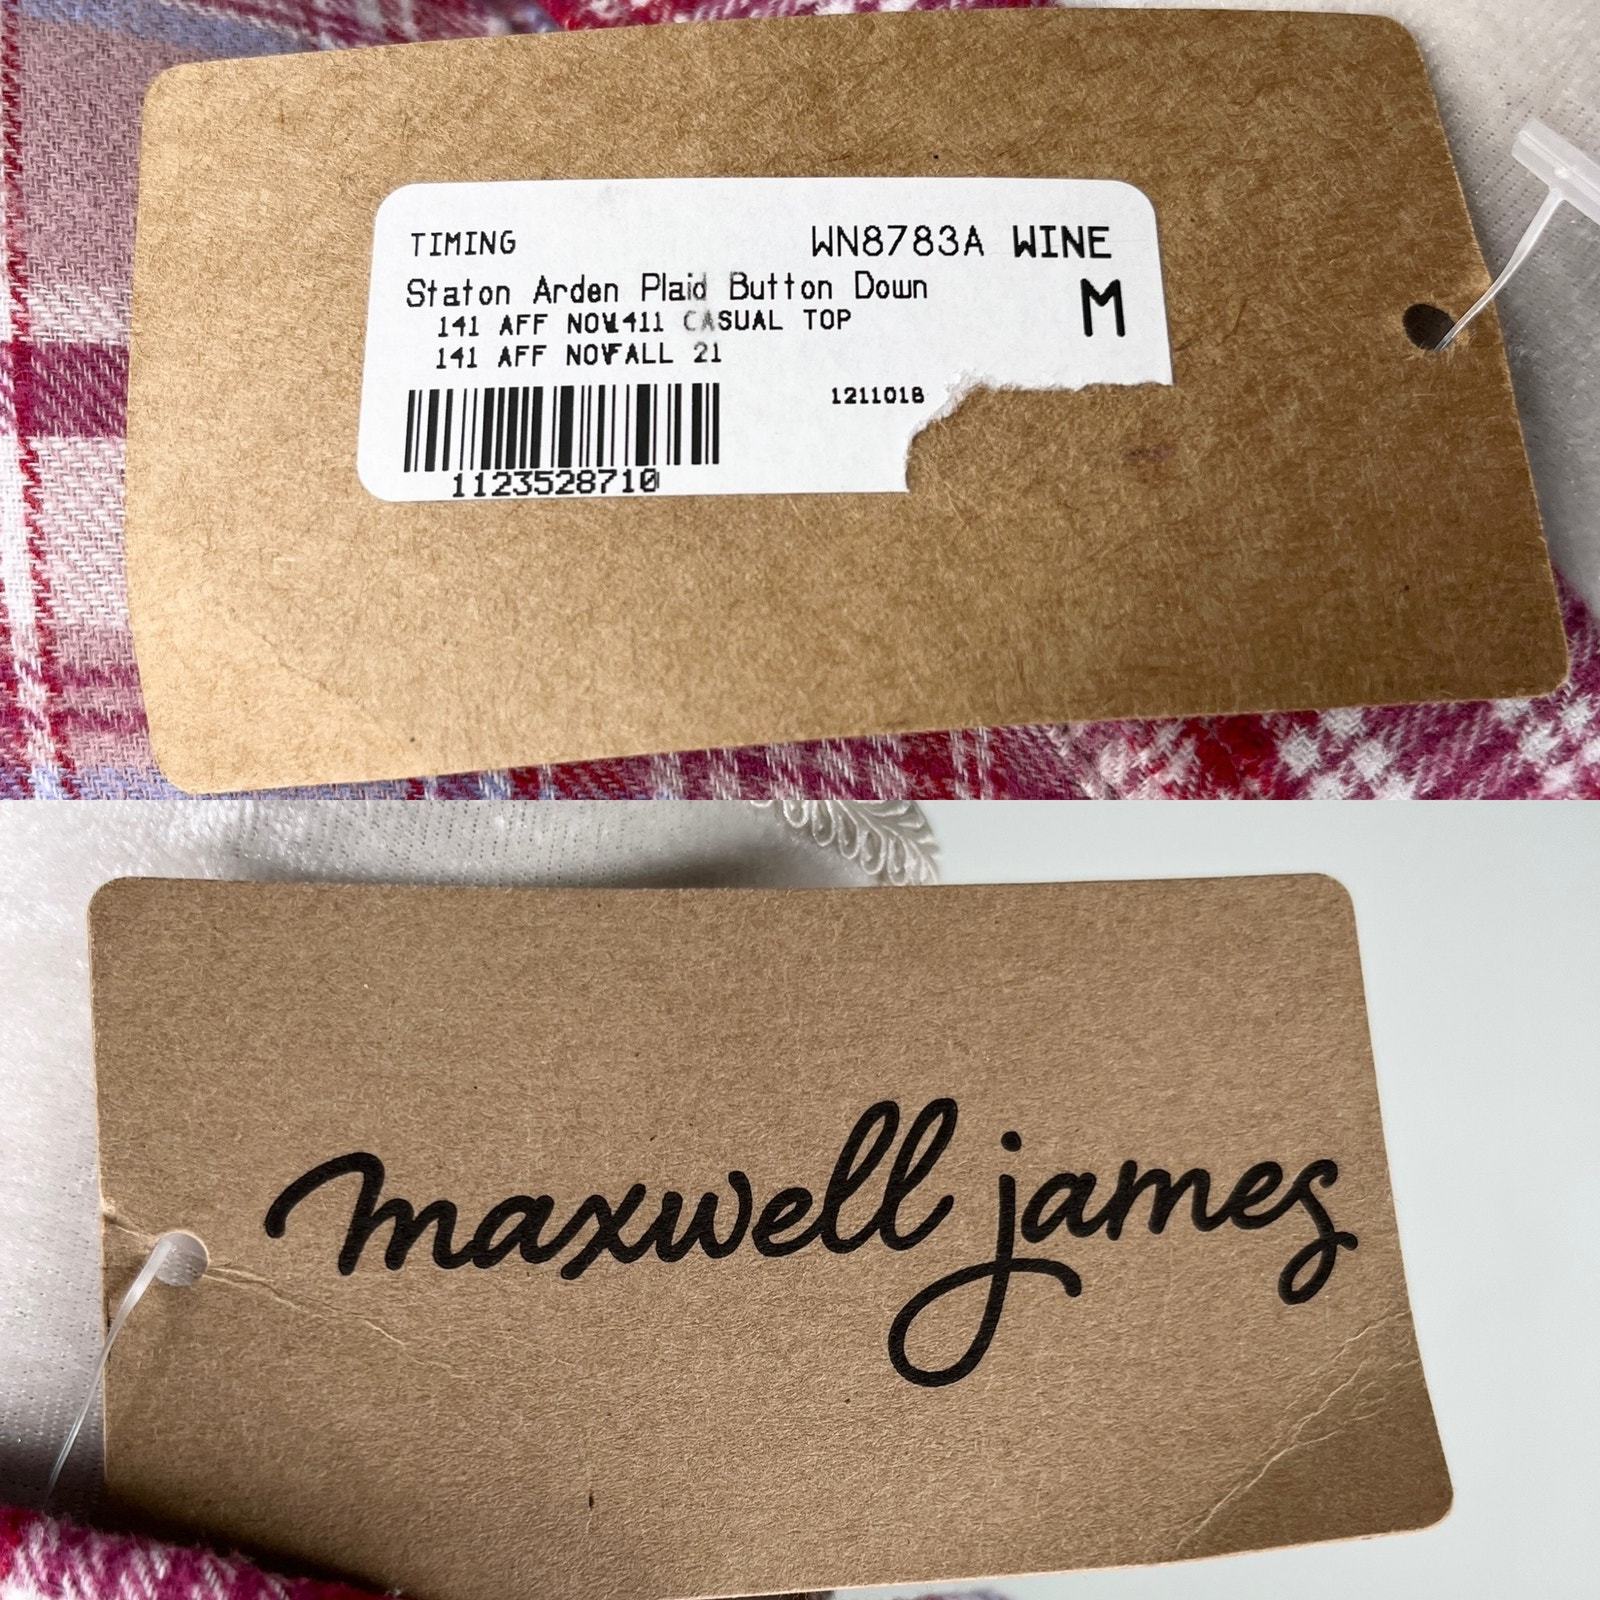 TIMING WN8783A WINE
Staton Arden Plaid Button Down M
141 AFF NOV411 CASUAL TOP
141 AFF NOVFALL 21
1211018
1123528710
maxwell james